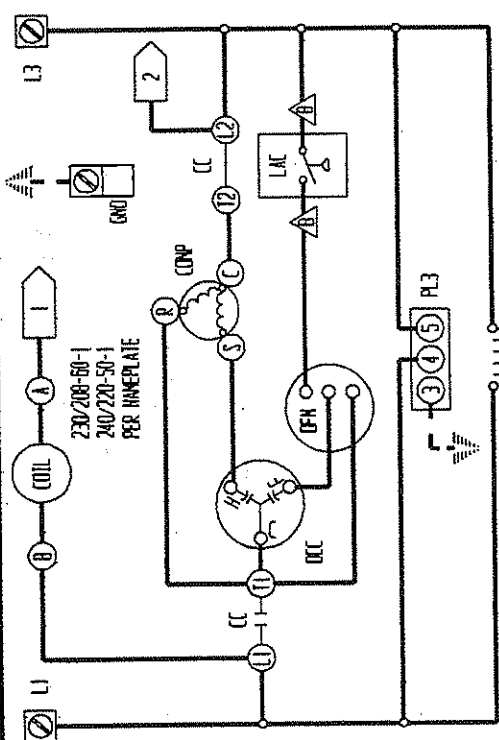 L1
B
COIL
A
1
L3
230/208-60-1
240/220-50-1
PER NAMEPLATE
GND
2
L1
CC
T1
R
COMP
S
C
T2
CC
L2
H
C
F
DCC
OFM
LAC
PL3
3
4
5